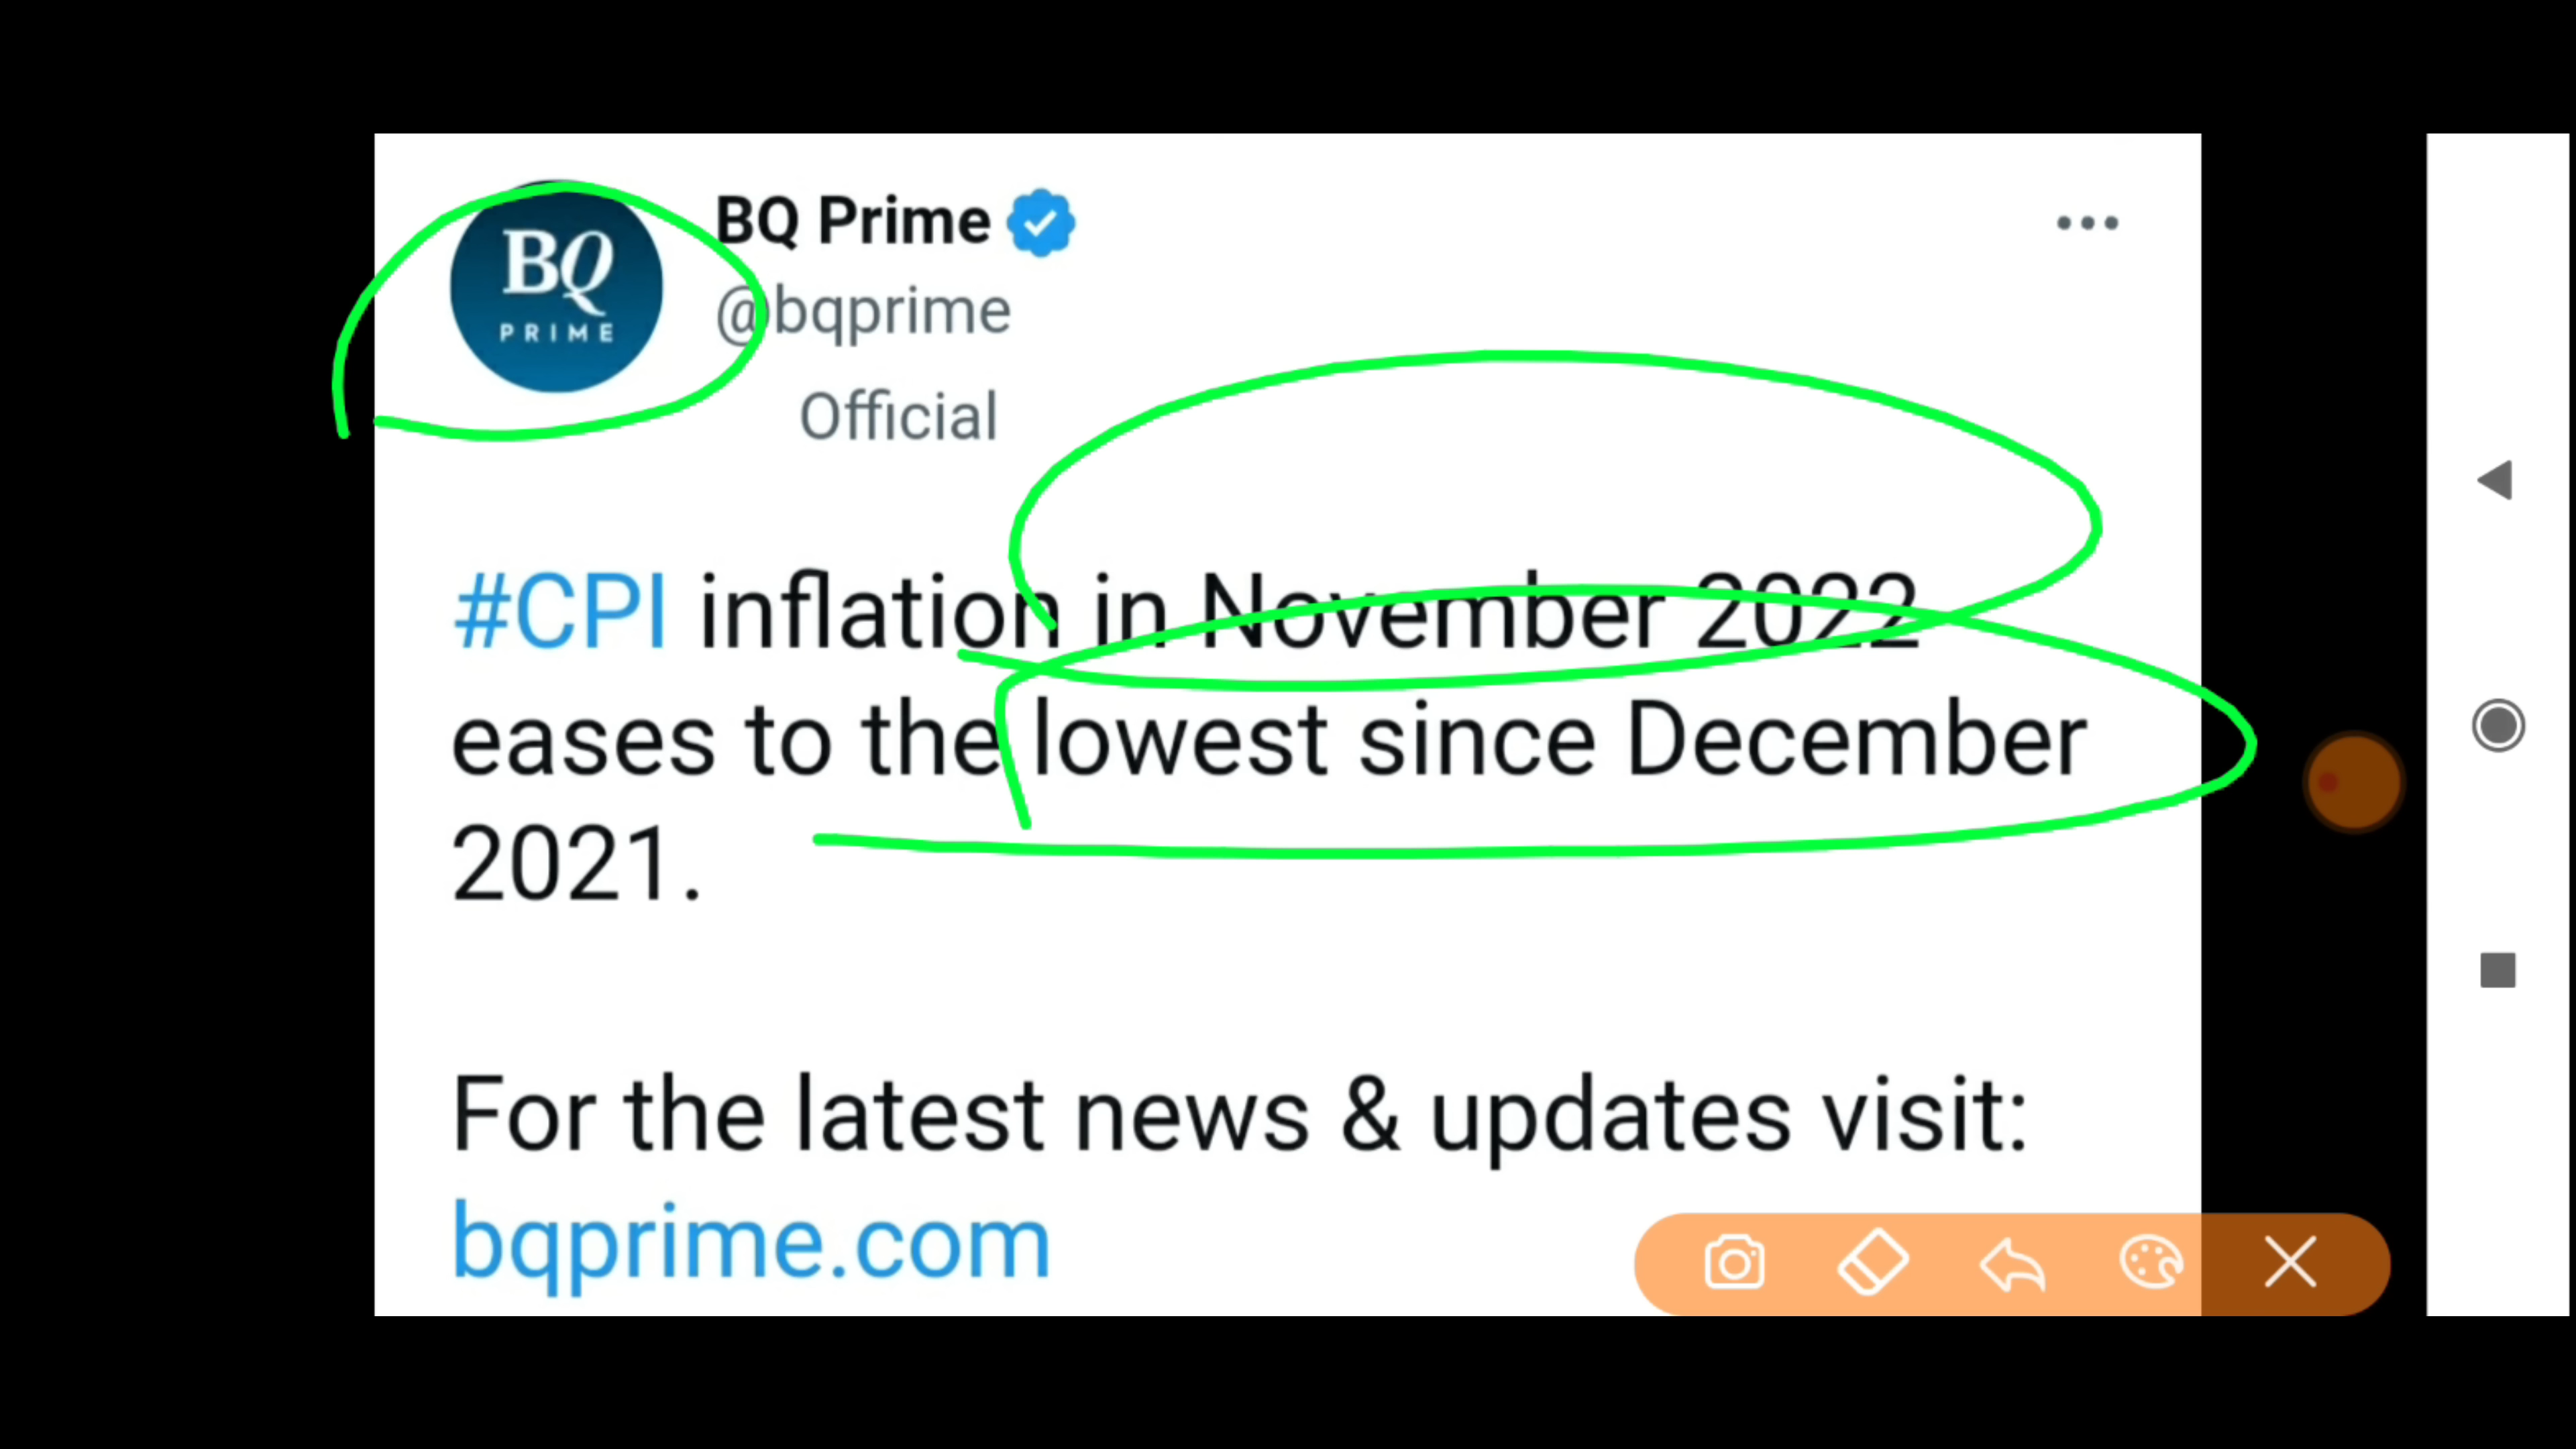 BQ
PRIME
BQ Prime
@bqprime
Official
#CPI inflation in November 2022
eases to the lowest since December
2021.
For the latest news & updates visit:
bqprime.com